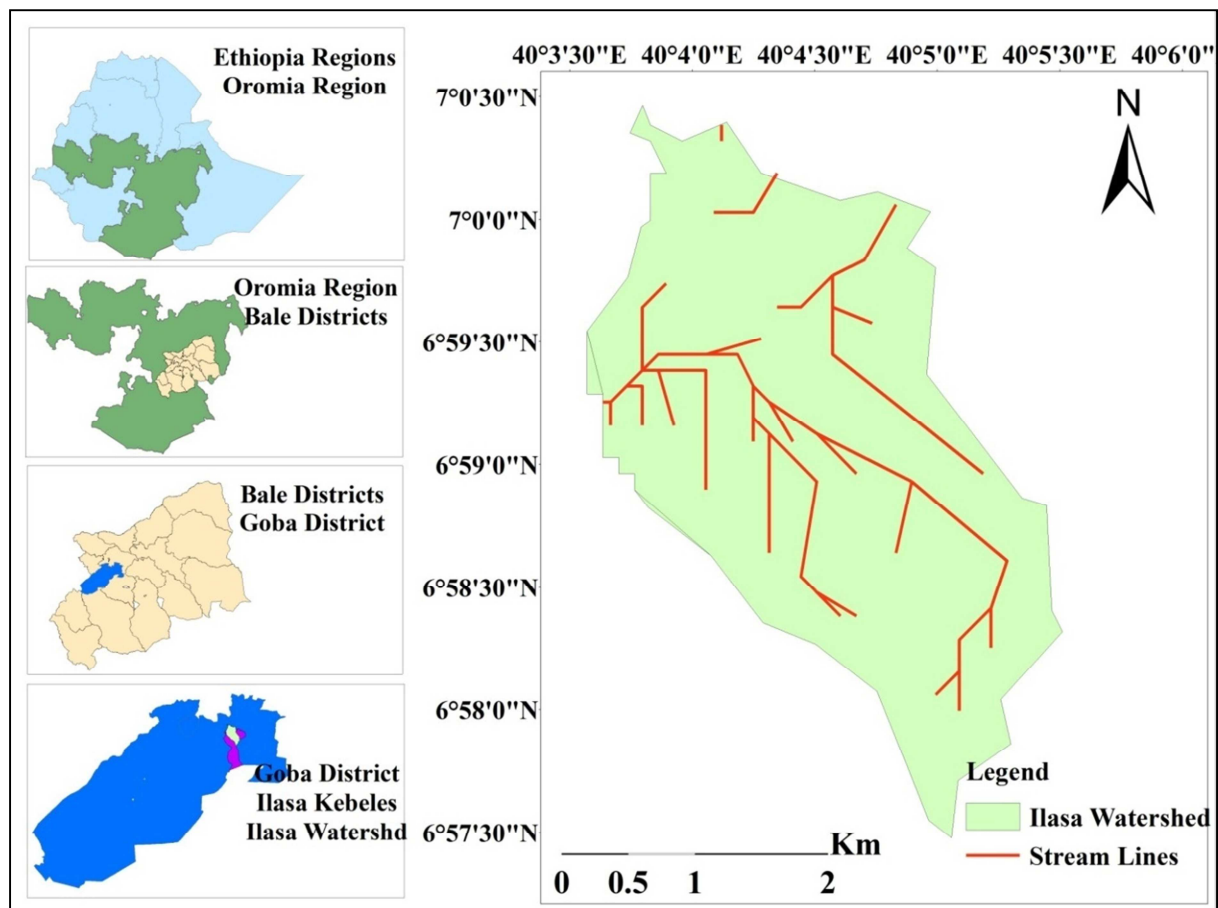 Ethiopia Regions
Oromia Region
Oromia Region
Bale Districts
Bale Districts
Goba District
Goba District
Ilasa Kebeles
Ilasa Watershd
40°3'30"E 40°4'0"E 40°4'30"E 40°5'0"E 40°5'30"E 40°6'0"
7°0'30"N
7°0'0"N
6°59'30"N
6°59'0"N
6°58'30"N
6°58'0"N
6°57'30"N
N
Legend
Ilasa Watershed
Stream Lines
Km
0 0.5 1 2